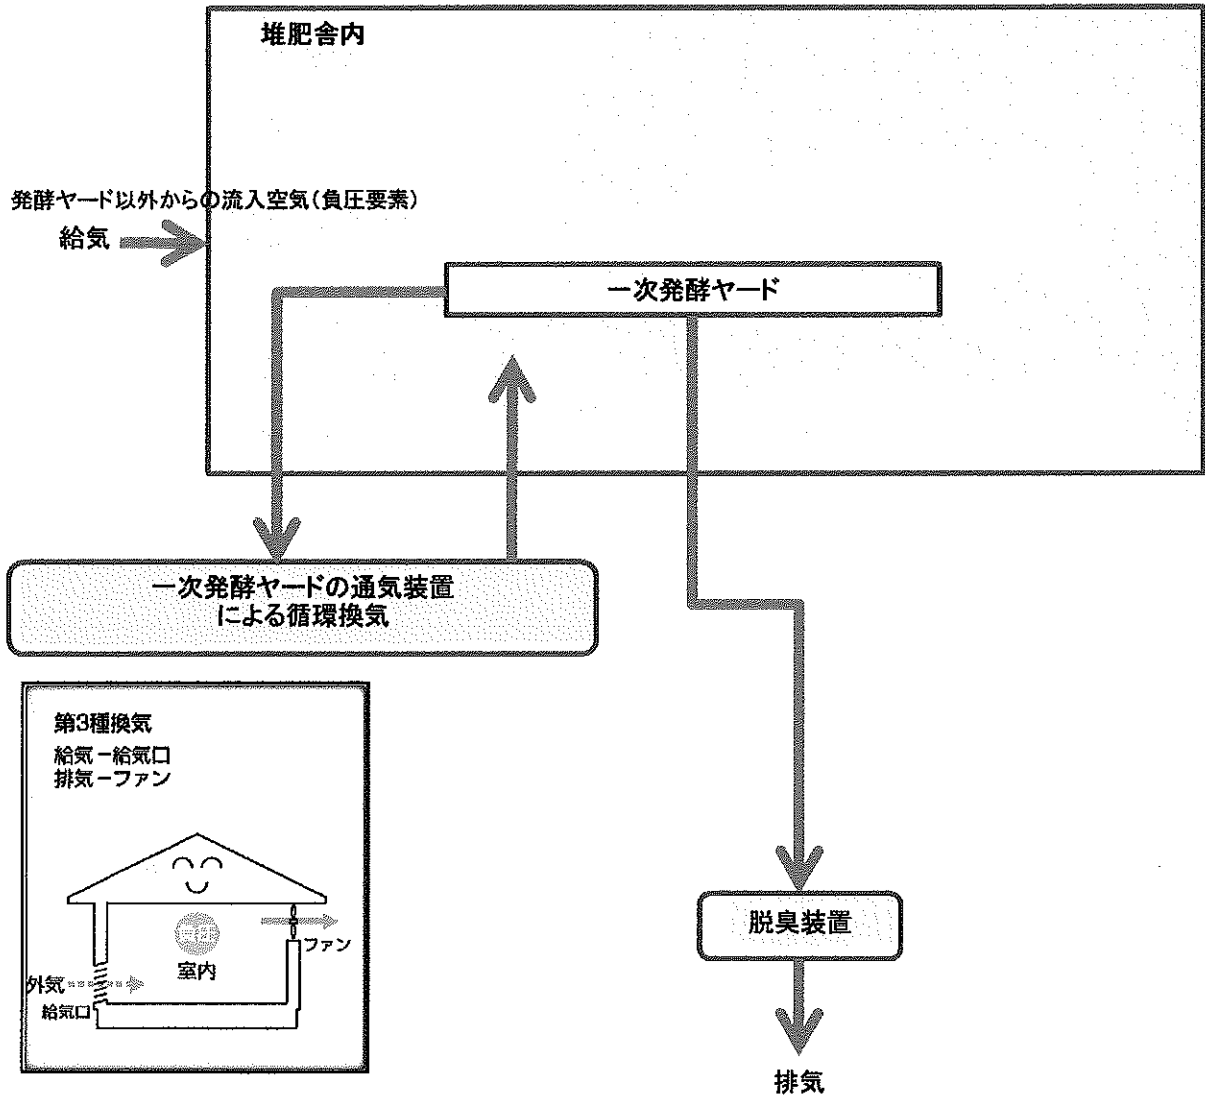 堆肥舎内
発酵ヤード以外からの流入空気(負圧要素)
給気
一次発酵ヤード
一次発酵ヤードの通気装置
による循環換気
第3種換気
給気-給気口
排気-ファン
負圧
ファン
室内
外気
給気口
脱臭装置
排気